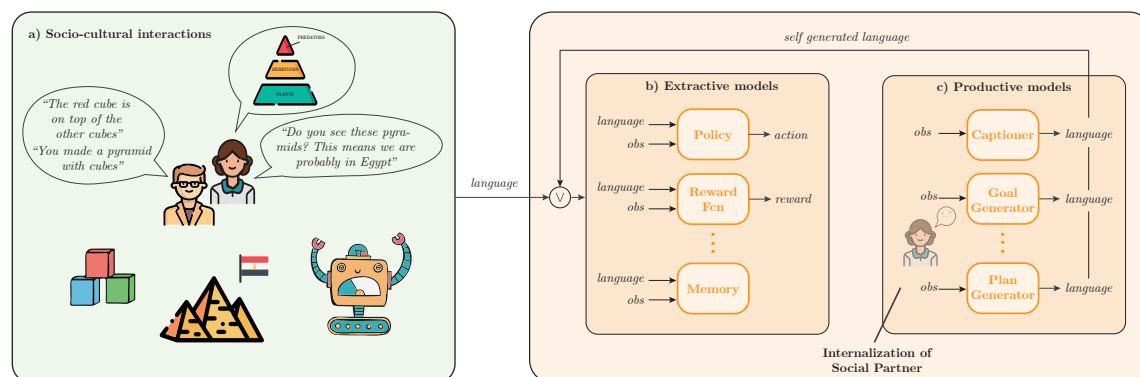 a) Socio-cultural interactions
PREDATORS
HERBIVORS
PLANTS
“The red cube is
on top of the
other cubes”
“You made a pyramid
with cubes”
“Do you see these pyra-
mids? This means we are
probably in Egypt”
language
self generated language
V
b) Extractive models
language
obs
Policy
action
language
obs
Reward
Fcn
reward
language
obs
Memory
c) Productive models
obs
Captioner
language
obs
Goal
Generator
language
obs
Plan
Generator
language
Internalization of
Social Partner